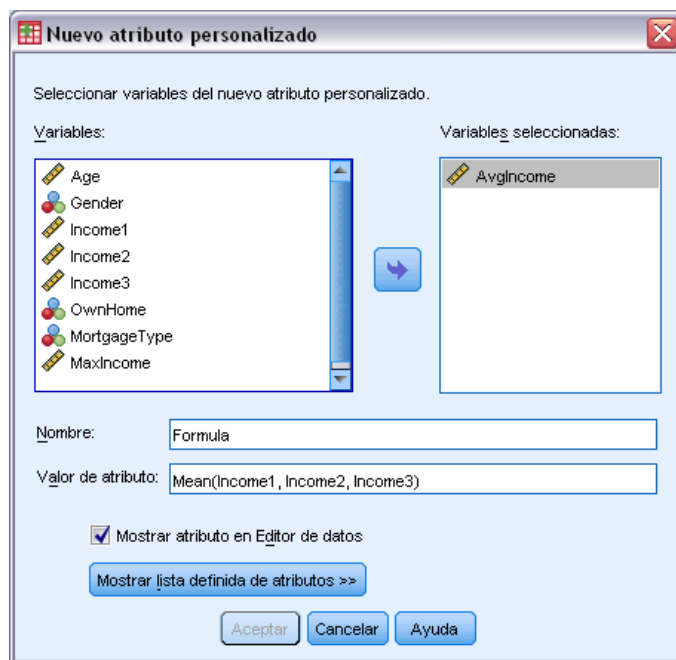 Nuevo atributo personalizado
Seleccionar variables del nuevo atributo personalizado.
Variables:
Age
Gender
Income1
Income2
Income3
OwnHome
MortgageType
MaxIncome
Variables seleccionadas:
AvgIncome
Nombre:
Formula
Valor de atributo:
Mean(Income1, Income2, Income3)
Mostrar atributo en Editor de datos
Mostrar lista definida de atributos >>
Aceptar
Cancelar
Ayuda